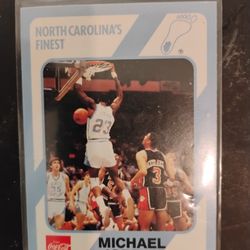 NORTH CAROLINA'S
FINEST
23
3
Coca-Cola
MICHAEL